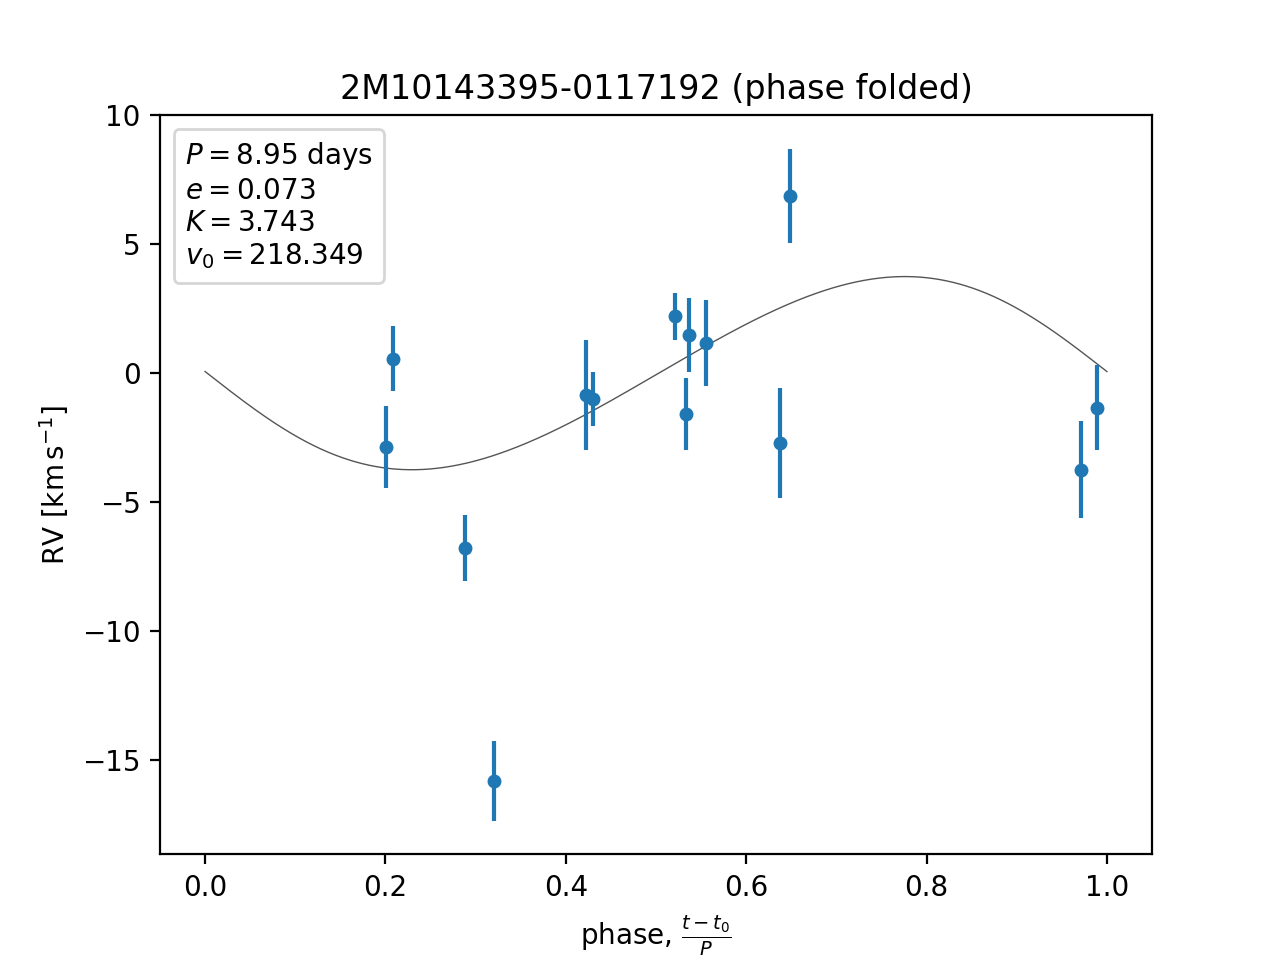 2M10143395-0117192 (phase folded)
P = 8.95 days
e = 0.073
K = 3.743
v₀ = 218.349
10
5
0
−5
−10
−15
RV [km s⁻¹]
0.0 0.2 0.4 0.6 0.8 1.0
phase, (t − t₀)/P